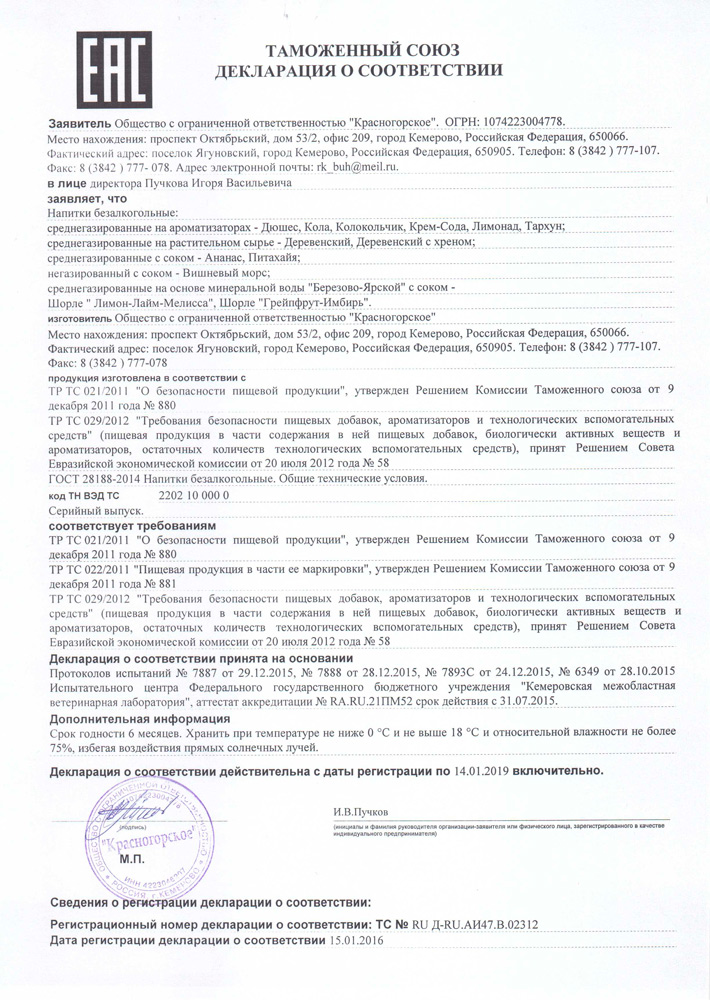 ЕАС
ТАМОЖЕННЫЙ СОЮЗ
ДЕКЛАРАЦИЯ О СООТВЕТСТВИИ
Заявитель Общество с ограниченной ответственностью "Красногорское". ОГРН: 1074223004778.
Место нахождения: проспект Октябрьский, дом 53/2, офис 209, город Кемерово, Российская Федерация, 650066.
Фактический адрес: поселок Ягуновский, город Кемерово, Российская Федерация, 650905. Телефон: 8 (3842 ) 777-107.
Факс: 8 (3842 ) 777- 078. Адрес электронной почты: rk_buh@meil.ru.
в лице директора Пучкова Игоря Васильевича
заявляет, что
Напитки безалкогольные:
среднегазированные на ароматизаторах - Дюшес, Кола, Колокольчик, Крем-Сода, Лимонад, Тархун;
среднегазированные на растительном сырье - Деревенский, Деревенский с хреном;
среднегазированные с соком - Ананас, Питахайя;
негазированный с соком - Вишневый морс;
среднегазированные на основе минеральной воды "Березово-Ярской" с соком -
Шорле " Лимон-Лайм-Мелисса", Шорле "Грейпфрут-Имбирь".
изготовитель Общество с ограниченной ответственностью "Красногорское"
Место нахождения: проспект Октябрьский, дом 53/2, офис 209, город Кемерово, Российская Федерация, 650066.
Фактический адрес: поселок Ягуновский, город Кемерово, Российская Федерация, 650905. Телефон: 8 (3842 ) 777-107.
Факс: 8 (3842 ) 777-078
продукция изготовлена в соответствии с
ТР ТС 021/2011 "О безопасности пищевой продукции", утвержден Решением Комиссии Таможенного союза от 9
декабря 2011 года № 880
ТР ТС 029/2012 "Требования безопасности пищевых добавок, ароматизаторов и технологических вспомогательных
средств" (пищевая продукция в части содержания в ней пищевых добавок, биологически активных веществ и
ароматизаторов, остаточных количеств технологических вспомогательных средств), принят Решением Совета
Евразийской экономической комиссии от 20 июля 2012 года № 58
ГОСТ 28188-2014 Напитки безалкогольные. Общие технические условия.
код ТН ВЭД ТС 2202 10 000 0
Серийный выпуск.
соответствует требованиям
ТР ТС 021/2011 "О безопасности пищевой продукции", утвержден Решением Комиссии Таможенного союза от 9
декабря 2011 года № 880
ТР ТС 022/2011 "Пищевая продукция в части ее маркировки", утвержден Решением Комиссии Таможенного союза от 9
декабря 2011 года № 881
ТР ТС 029/2012 "Требования безопасности пищевых добавок, ароматизаторов и технологических вспомогательных
средств" (пищевая продукция в части содержания в ней пищевых добавок, биологически активных веществ и
ароматизаторов, остаточных количеств технологических вспомогательных средств), принят Решением Совета
Евразийской экономической комиссии от 20 июля 2012 года № 58
Декларация о соответствии принята на основании
Протоколов испытаний № 7887 от 29.12.2015, № 7888 от 28.12.2015, № 7893С от 24.12.2015, № 6349 от 28.10.2015
Испытательного центра Федерального государственного бюджетного учреждения "Кемеровская межобластная
ветеринарная лаборатория", аттестат аккредитации № RA.RU.21ПМ52 срок действия с 31.07.2015.
Дополнительная информация
Срок годности 6 месяцев. Хранить при температуре не ниже 0 °С и не выше 18 °С и относительной влажности не более
75%, избегая воздействия прямых солнечных лучей.
Декларация о соответствии действительна с даты регистрации по 14.01.2019 включительно.
И.В.Пучков
(подпись)
(инициалы и фамилия руководителя организации-заявителя или физического лица, зарегистрированного в качестве
индивидуального предпринимателя)
"Красногорское"
М.П.
РОССИЯ г. КЕМЕРОВО
Сведения о регистрации декларации о соответствии:
Регистрационный номер декларации о соответствии: ТС № RU Д-RU.АИ47.В.02312
Дата регистрации декларации о соответствии 15.01.2016